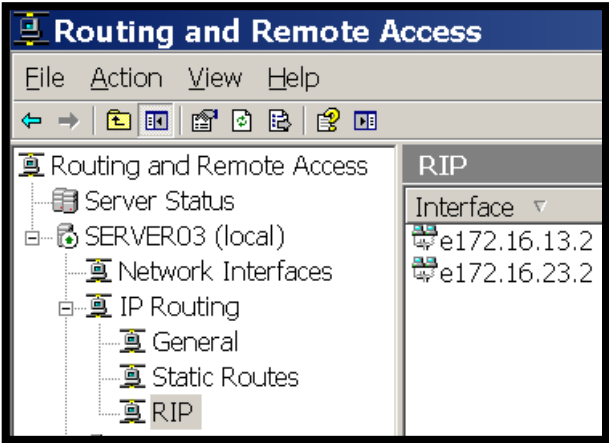 Routing and Remote Access
File Action View Help
Routing and Remote Access
Server Status
SERVER03 (local)
Network Interfaces
IP Routing
General
Static Routes
RIP
RIP
Interface
e172.16.13.2
e172.16.23.2